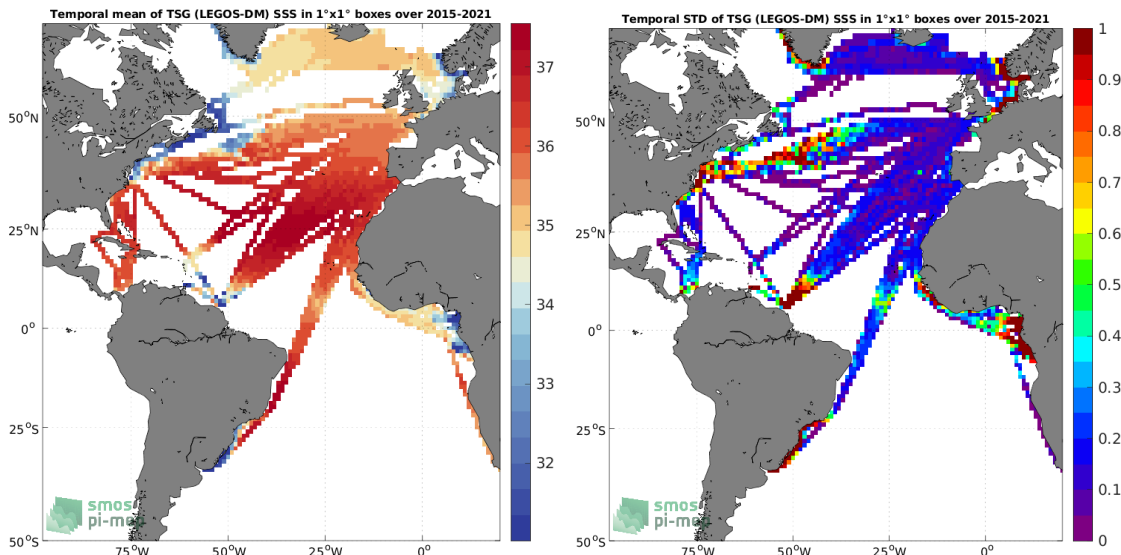 Temporal mean of TSG (LEGOS-DM) SSS in 1°x1° boxes over 2015-2021
50°N
25°N
0°
25°S
50°S
75°W
50°W
25°W
0°
37
36
35
34
33
32
smos
pi-mep
Temporal STD of TSG (LEGOS-DM) SSS in 1°x1° boxes over 2015-2021
50°N
25°N
0°
25°S
50°S
75°W
50°W
25°W
0°
1
0.9
0.8
0.7
0.6
0.5
0.4
0.3
0.2
0.1
0
smos
pi-mep